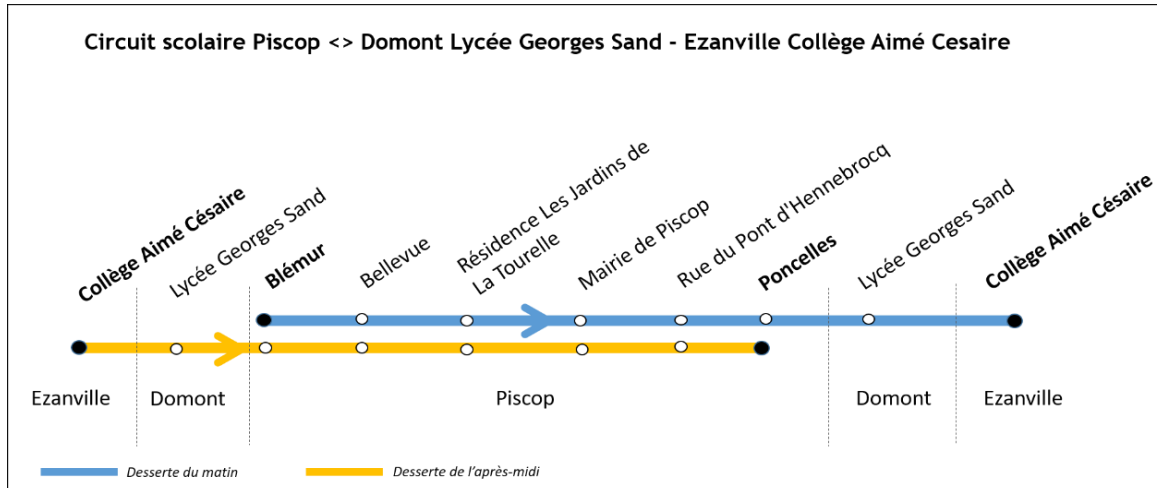 Circuit scolaire Piscop <> Domont Lycée Georges Sand - Ezanville Collège Aimé Cesaire
Collège Aimé Césaire
Lycée Georges Sand
Blémur
Bellevue
Résidence Les Jardins de
La Tourelle
Mairie de Piscop
Rue du Pont d'Hennebrocq
Poncelles
Lycée Georges Sand
Collège Aimé Césaire
Ezanville
Domont
Piscop
Domont
Ezanville
Desserte du matin
Desserte de l'après-midi